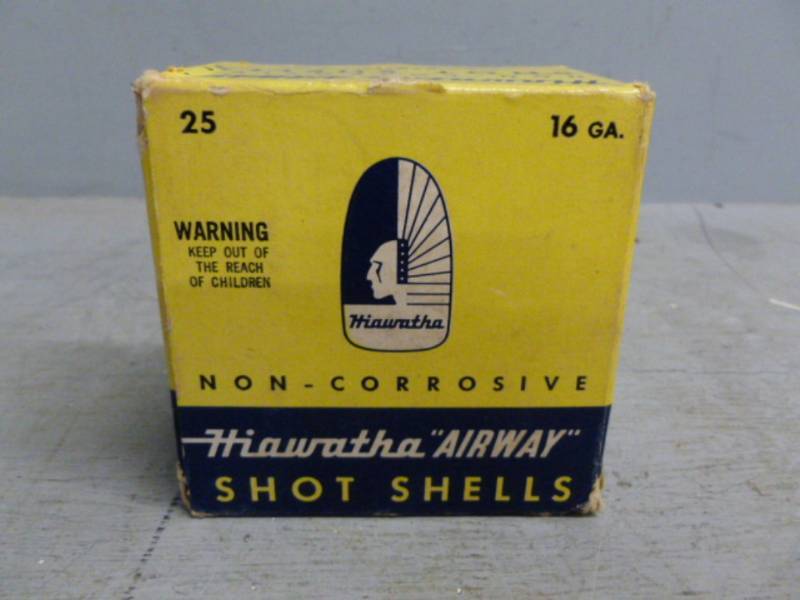 25
16 GA.
WARNING
KEEP OUT OF
THE REACH
OF CHILDREN
Hiawatha
NON-CORROSIVE
Hiawatha "AIRWAY"
SHOT SHELLS